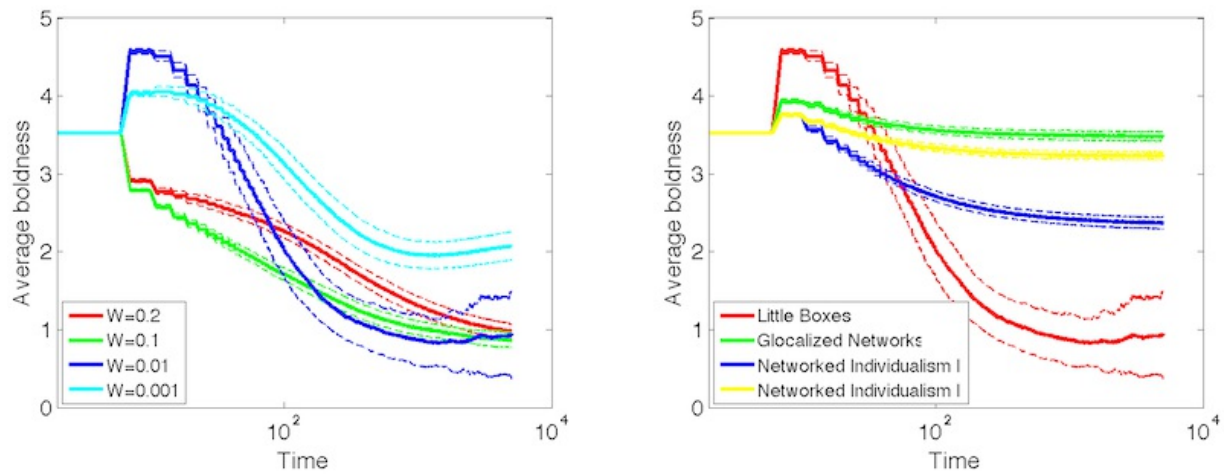 5
4
3
2
1
0
Average boldness
W=0.2
W=0.1
W=0.01
W=0.001
10^2
10^4
Time
5
4
3
2
1
0
Average boldness
Little Boxes
Glocalized Networks
Networked Individualism I
Networked Individualism I
10^2
10^4
Time